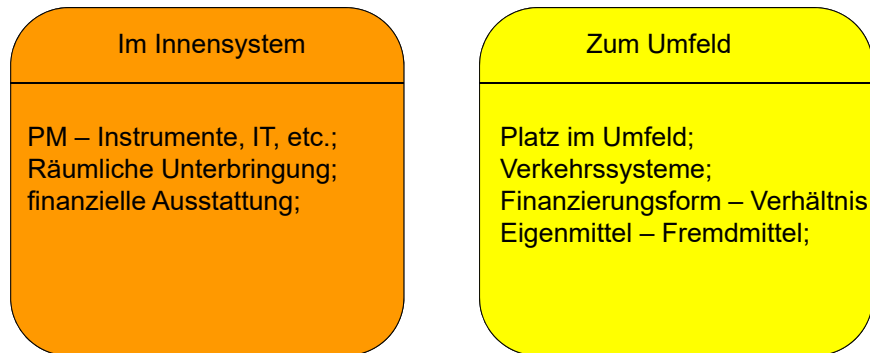 Im Innensystem
PM – Instrumente, IT, etc.;
Räumliche Unterbringung;
finanzielle Ausstattung;
Zum Umfeld
Platz im Umfeld;
Verkehrssysteme;
Finanzierungsform – Verhältnis
Eigenmittel – Fremdmittel;